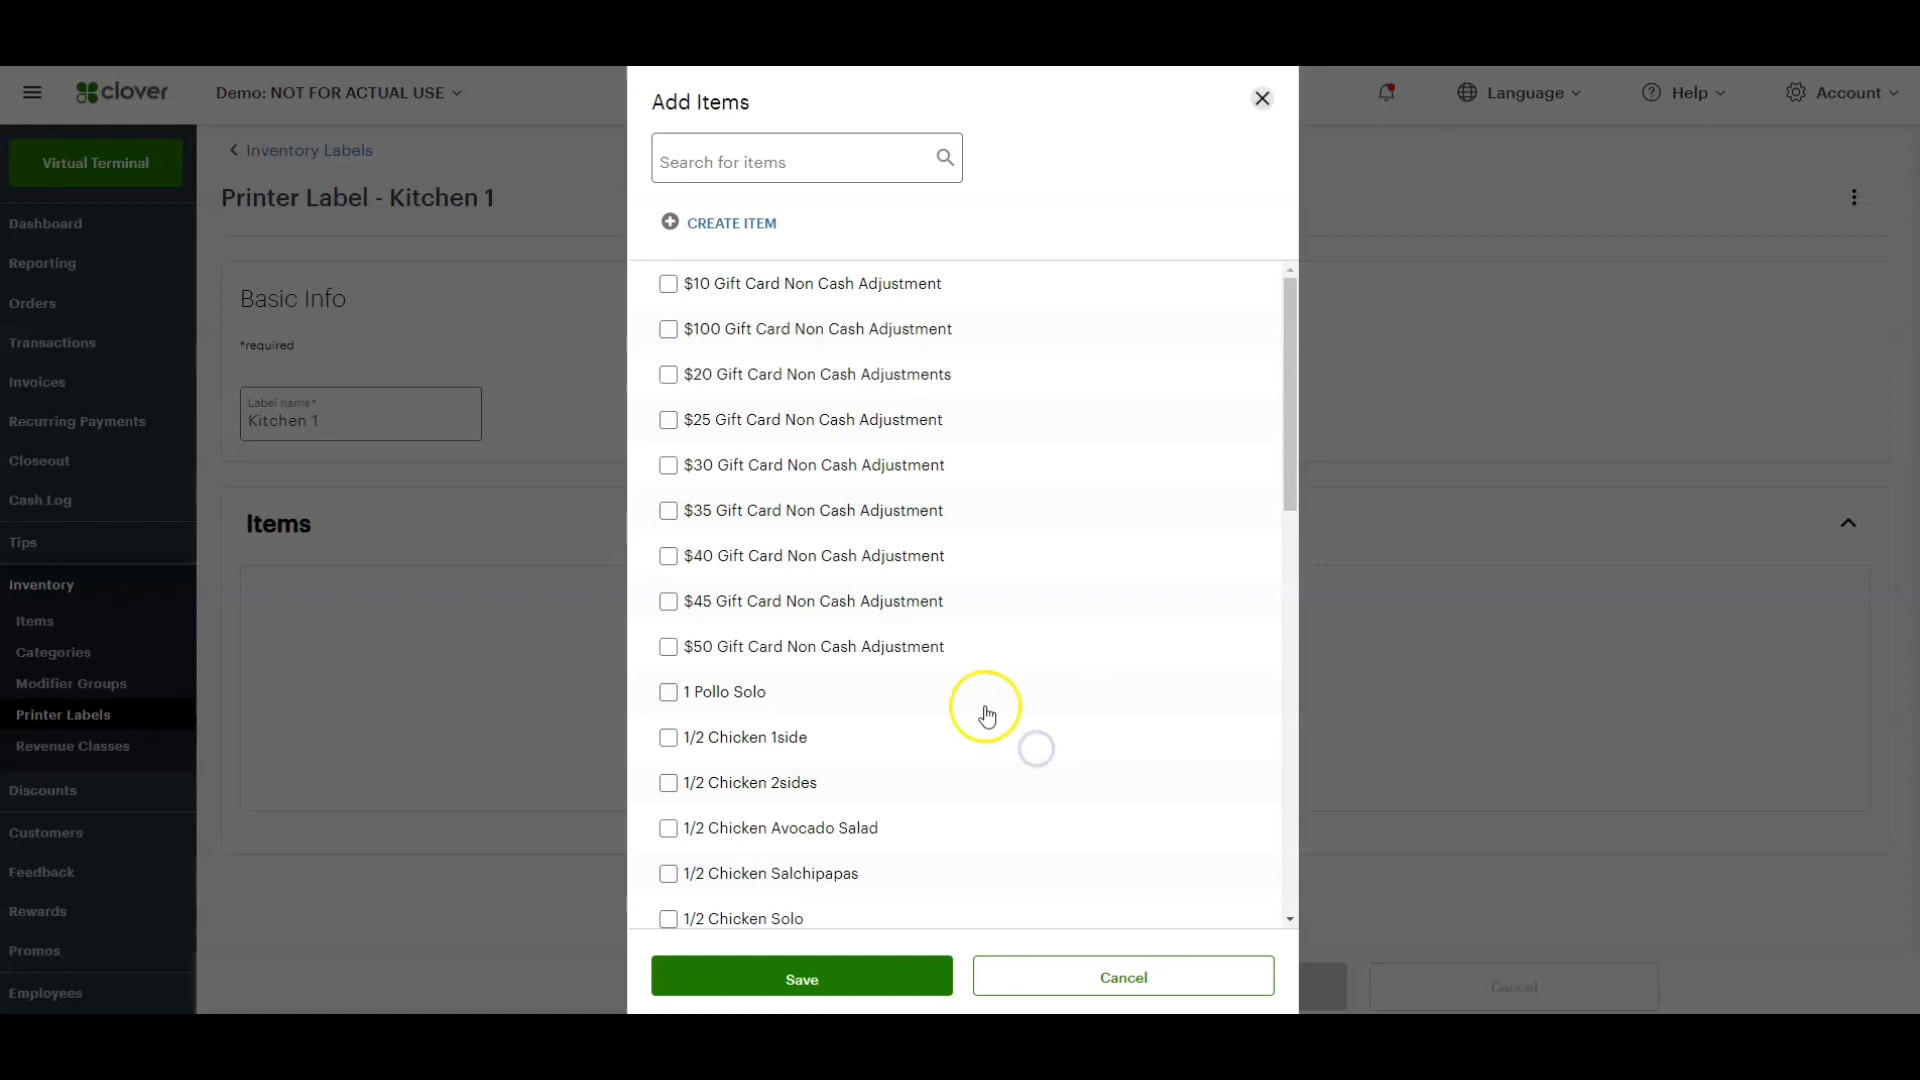 clover
Demo: NOT FOR ACTUAL USE
Language
Help
Account
Virtual Terminal
Dashboard
Reporting
Orders
Transactions
Invoices
Recurring Payments
Closeout
Cash Log
Tips
Inventory
Items
Categories
Modifier Groups
Printer Labels
Revenue Classes
Discounts
Customers
Feedback
Rewards
Promos
Employees
Inventory Labels
Printer Label - Kitchen 1
Basic Info
*required
Label name*
Kitchen 1
Items
Add Items
Search for items
CREATE ITEM
$10 Gift Card Non Cash Adjustment
$100 Gift Card Non Cash Adjustment
$20 Gift Card Non Cash Adjustments
$25 Gift Card Non Cash Adjustment
$30 Gift Card Non Cash Adjustment
$35 Gift Card Non Cash Adjustment
$40 Gift Card Non Cash Adjustment
$45 Gift Card Non Cash Adjustment
$50 Gift Card Non Cash Adjustment
1 Pollo Solo
1/2 Chicken 1side
1/2 Chicken 2sides
1/2 Chicken Avocado Salad
1/2 Chicken Salchipapas
1/2 Chicken Solo
Save
Cancel
Cancel